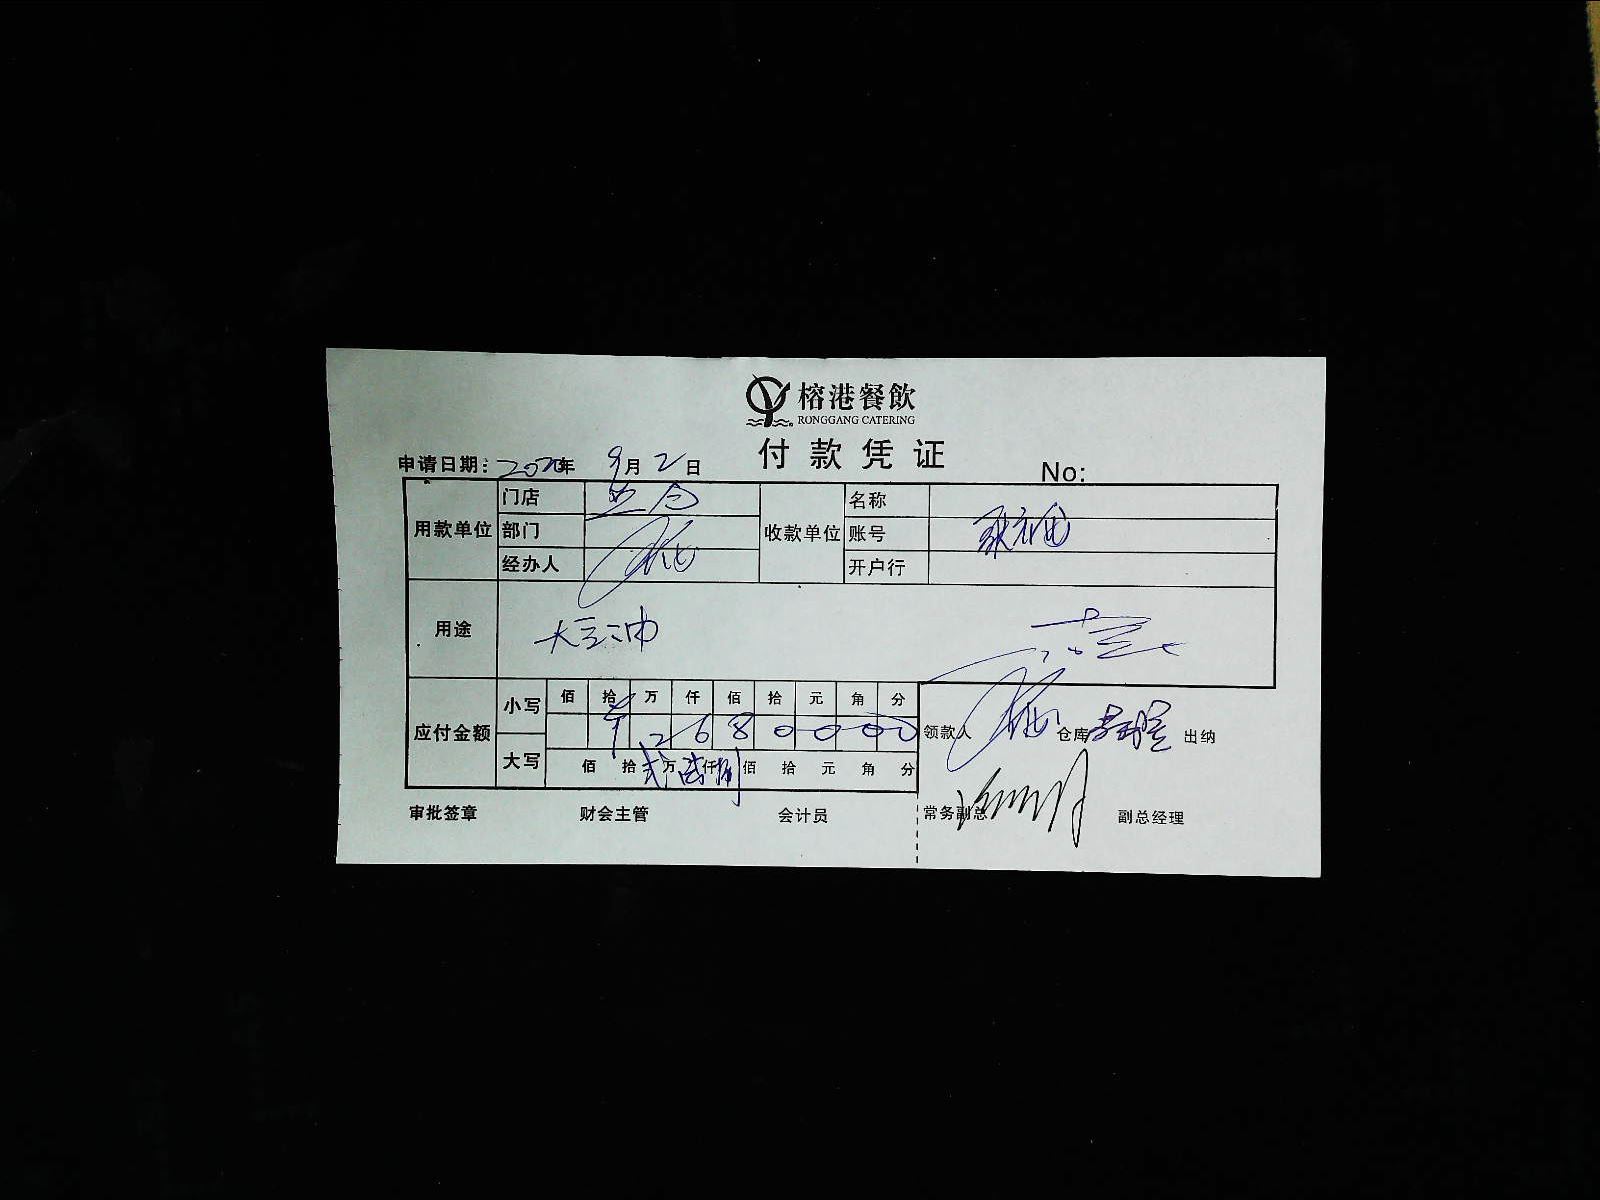 榕港餐飲
RONGGANG CATERING
付款凭证
申请日期: 2020年 9月 2日
No:
用款单位 门店 收款单位 名称
部门 账号
经办人 开户行
用途 大豆油
应付金额 小写 佰 拾 万 仟 佰 拾 元 角 分
¥ 2 6 8 0 0 0 0
大写 佰 拾 贰万 陆仟 捌佰 拾 元 角 分
领款人 仓库 出纳
审批签章 财会主管 会计员 常务副总 副总经理